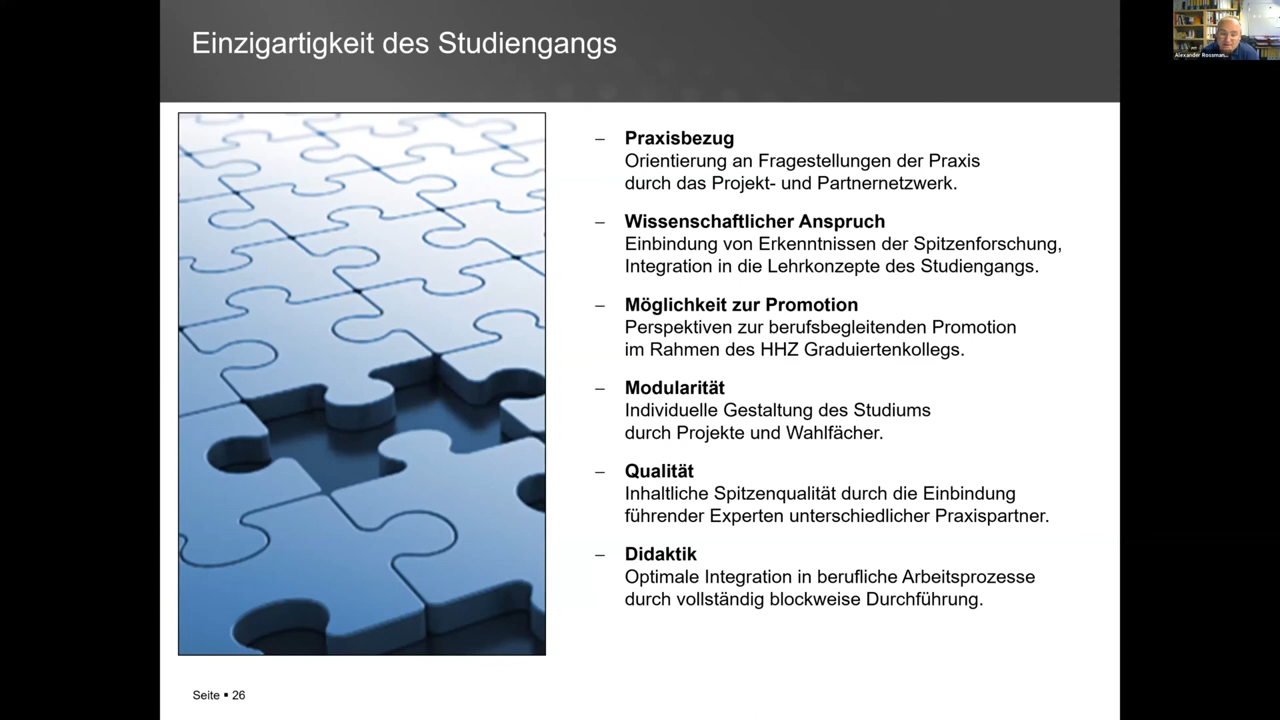 Einzigartigkeit des Studiengangs
Alexander Rossman...
– Praxisbezug
Orientierung an Fragestellungen der Praxis
durch das Projekt- und Partnernetzwerk.
– Wissenschaftlicher Anspruch
Einbindung von Erkenntnissen der Spitzenforschung,
Integration in die Lehrkonzepte des Studiengangs.
– Möglichkeit zur Promotion
Perspektiven zur berufsbegleitenden Promotion
im Rahmen des HHZ Graduiertenkollegs.
– Modularität
Individuelle Gestaltung des Studiums
durch Projekte und Wahlfächer.
– Qualität
Inhaltliche Spitzenqualität durch die Einbindung
führender Experten unterschiedlicher Praxispartner.
– Didaktik
Optimale Integration in berufliche Arbeitsprozesse
durch vollständig blockweise Durchführung.
Seite ▪ 26